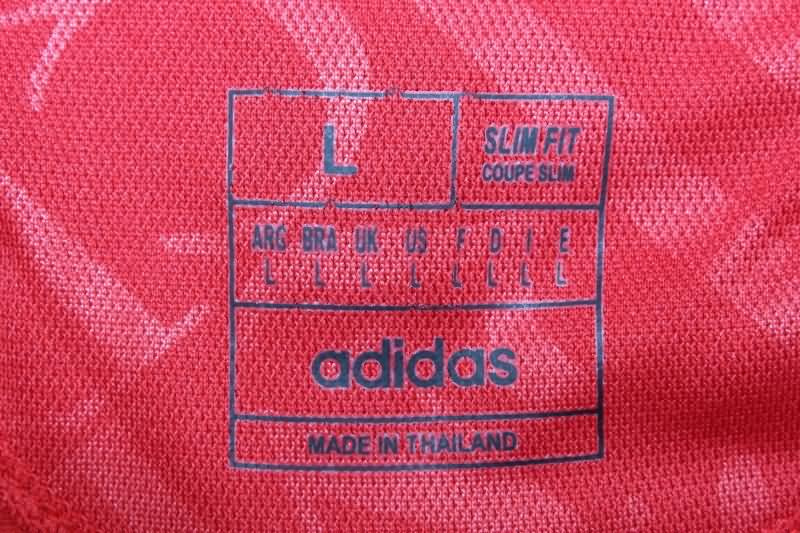 L
SLIM FIT
COUPE SLIM
ARG BRA UK US F D I E
L L L L L L L L
adidas
MADE IN THAILAND